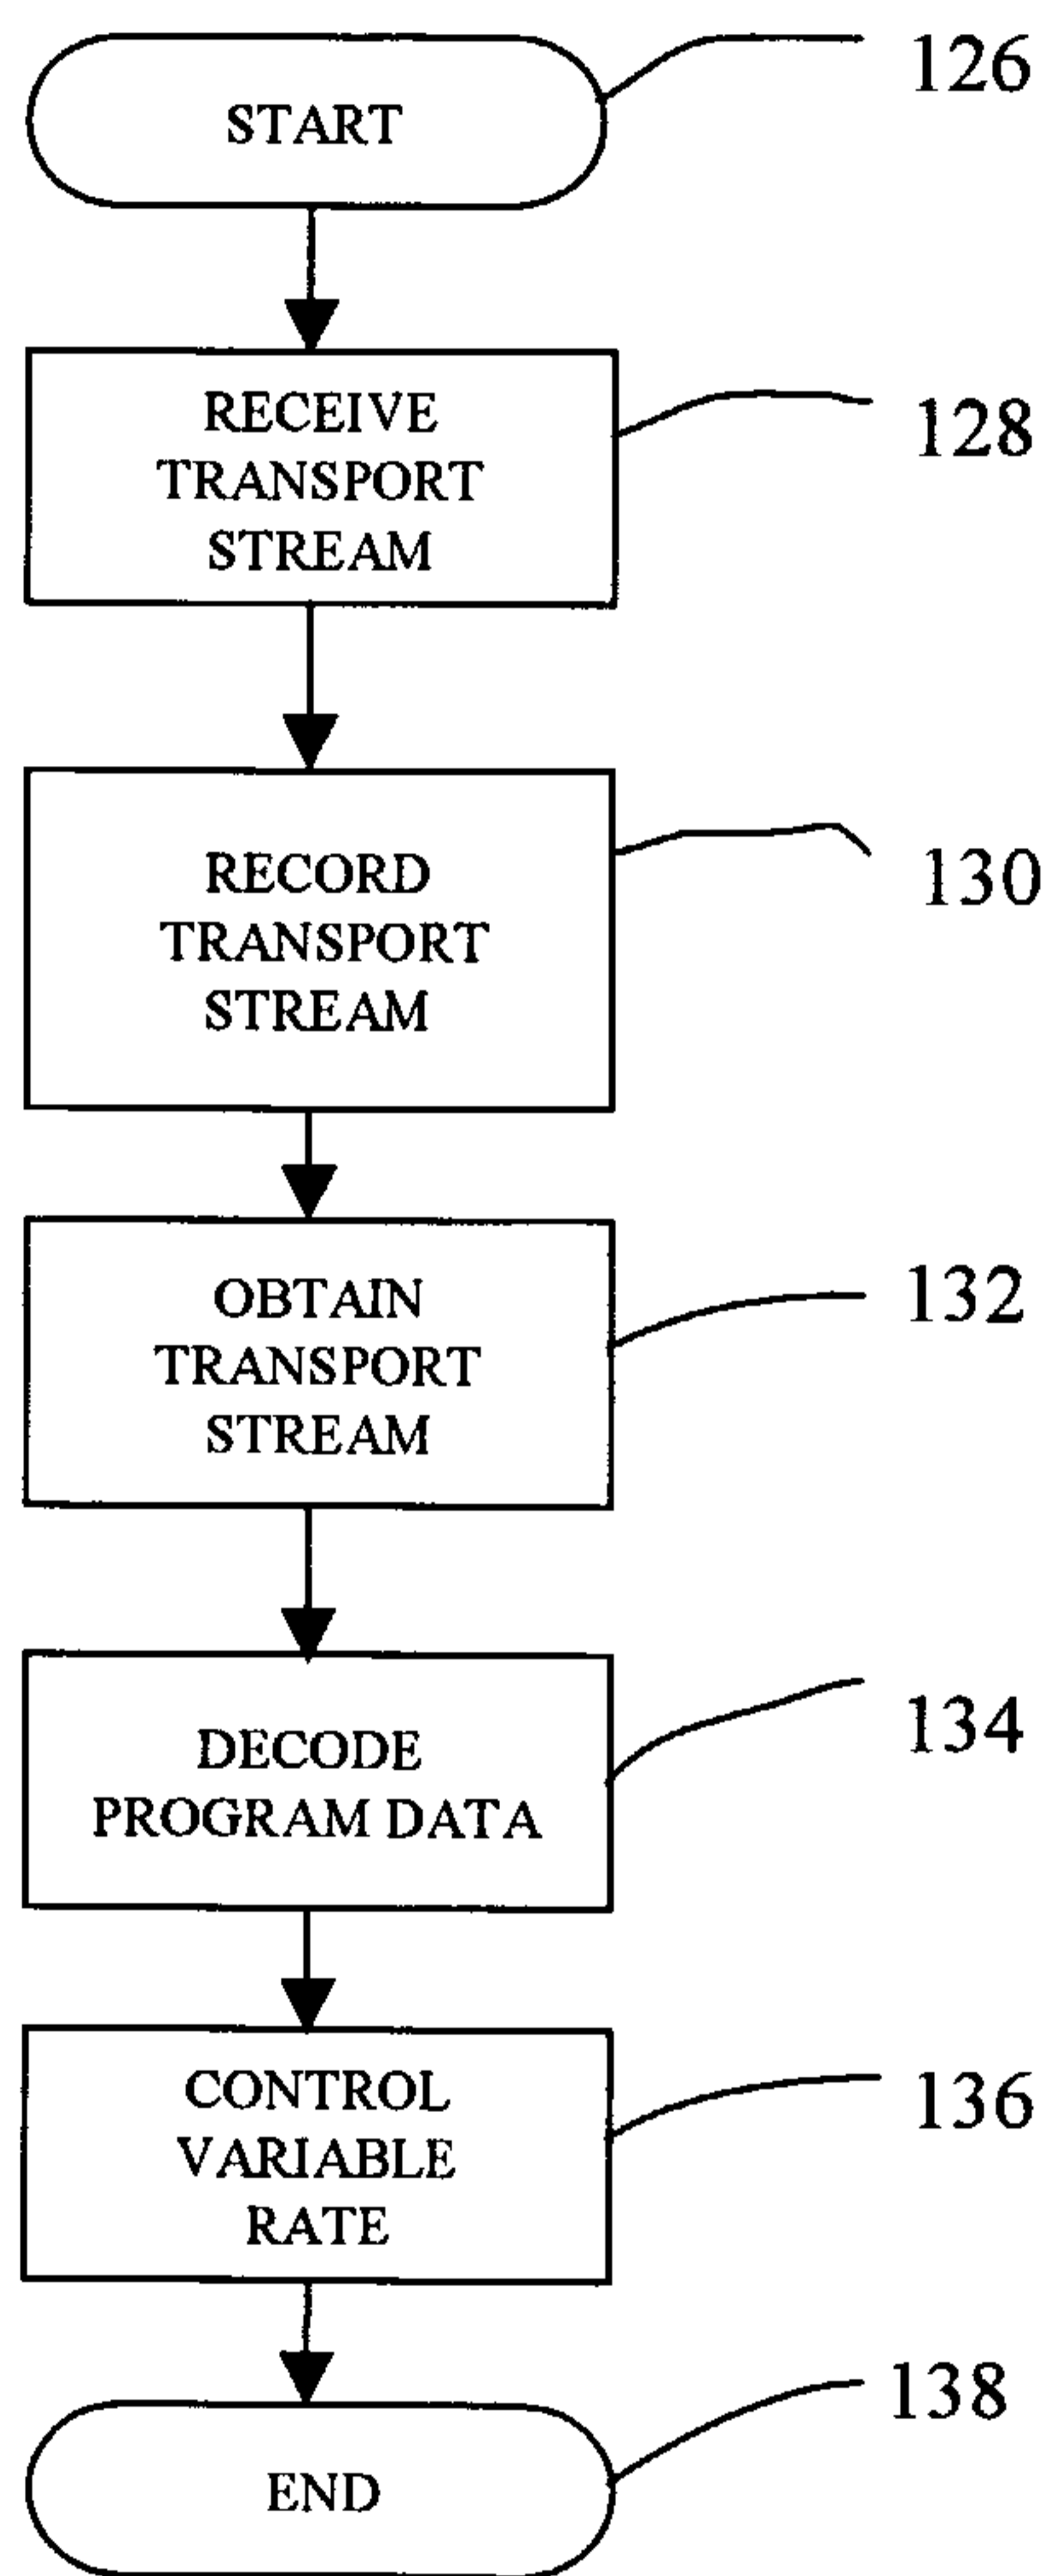 START
126
RECEIVE
TRANSPORT
STREAM
128
RECORD
TRANSPORT
STREAM
130
OBTAIN
TRANSPORT
STREAM
132
DECODE
PROGRAM DATA
134
CONTROL
VARIABLE
RATE
136
END
138